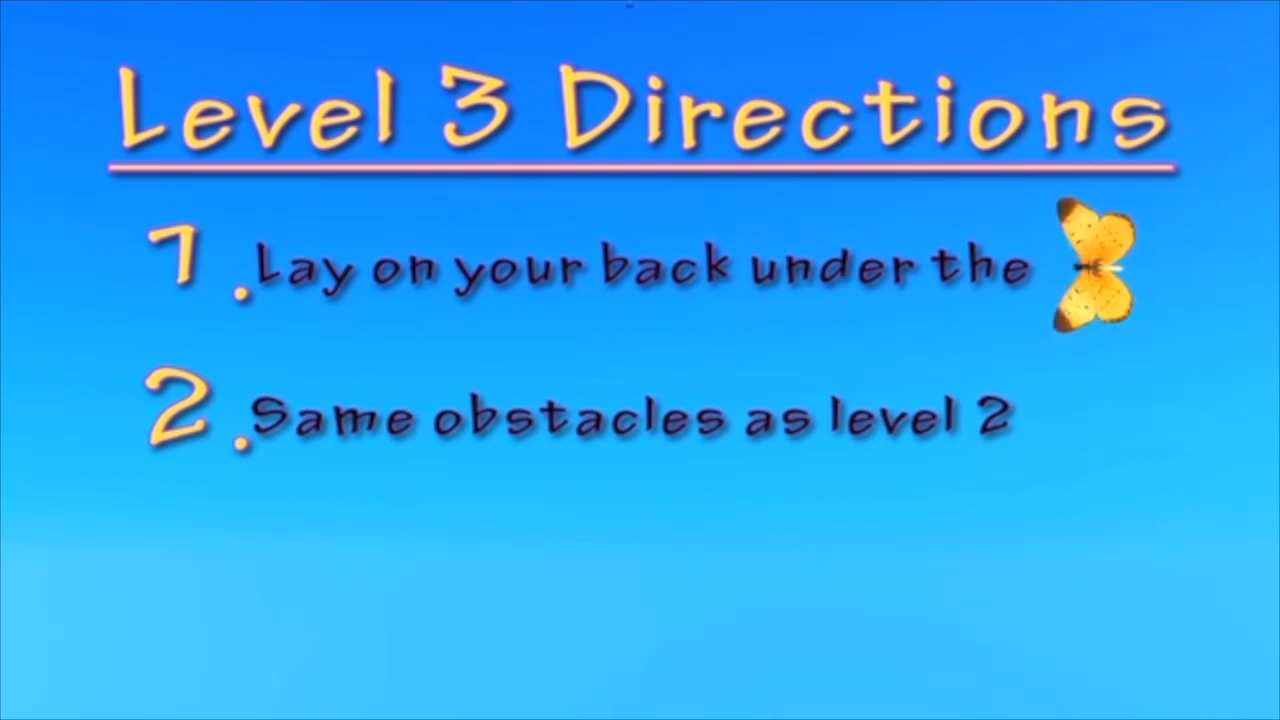 Level 3 Directions
1. Lay on your back under the
2. Same obstacles as level 2